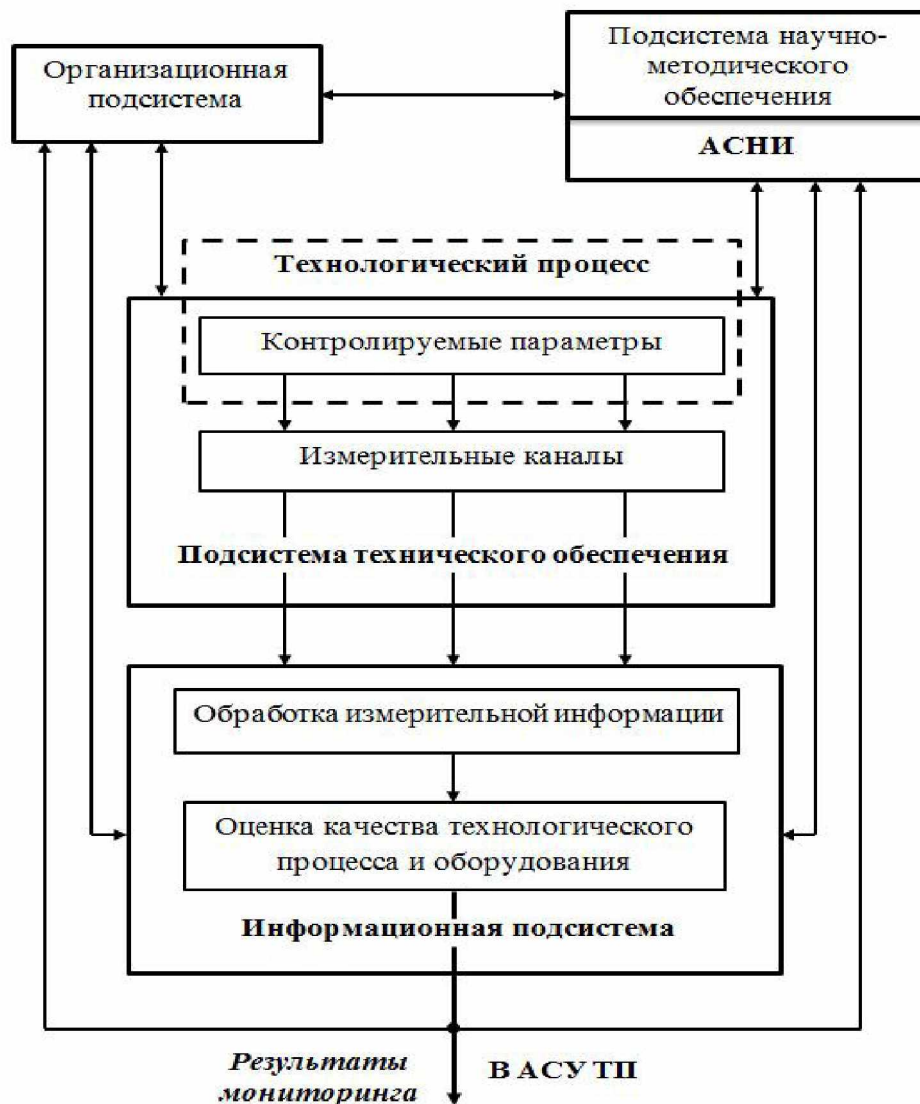 Организационная
подсистема
Подсистема научно-
методического
обеспечения
АСНИ
Технологический процесс
Контролируемые параметры
Измерительные каналы
Подсистема технического обеспечения
Обработка измерительной информации
Оценка качества технологического
процесса и оборудования
Информационная подсистема
Результаты
мониторинга
В АСУ ТП